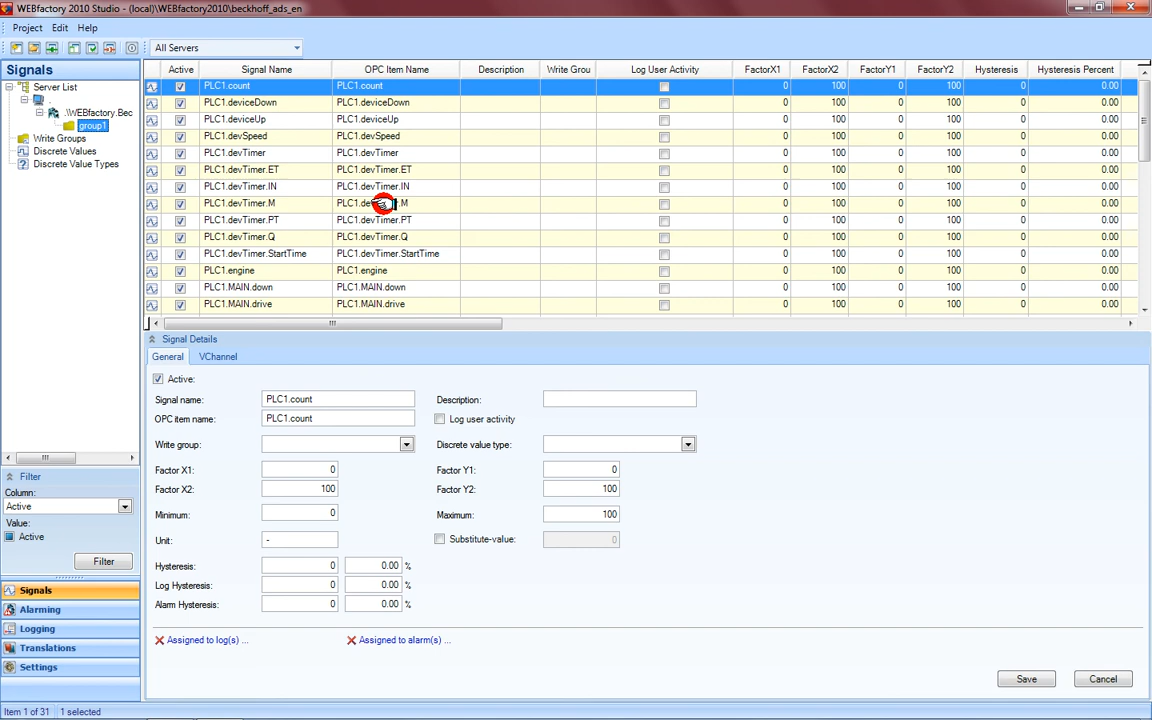 WEBfactory 2010 Studio - (local)\WEBfactory2010\beckhoff_ads_en
Project Edit Help
All Servers
Signals
Server List
.
.\WEBfactory.Bec
group1
Write Groups
Discrete Values
Discrete Value Types
Active Signal Name OPC Item Name Description Write Grou Log User Activity FactorX1 FactorX2 FactorY1 FactorY2 Hysteresis Hysteresis Percent
PLC1.count PLC1.count 0 100 0 100 0 0.00
PLC1.deviceDown PLC1.deviceDown 0 100 0 100 0 0.00
PLC1.deviceUp PLC1.deviceUp 0 100 0 100 0 0.00
PLC1.devSpeed PLC1.devSpeed 0 100 0 100 0 0.00
PLC1.devTimer PLC1.devTimer 0 100 0 100 0 0.00
PLC1.devTimer.ET PLC1.devTimer.ET 0 100 0 100 0 0.00
PLC1.devTimer.IN PLC1.devTimer.IN 0 100 0 100 0 0.00
PLC1.devTimer.M 0 100 0 100 0 0.00
PLC1.devTimer.PT PLC1.devTimer.PT 0 100 0 100 0 0.00
PLC1.devTimer.Q PLC1.devTimer.Q 0 100 0 100 0 0.00
PLC1.devTimer.StartTime PLC1.devTimer.StartTime 0 100 0 100 0 0.00
PLC1.engine PLC1.engine 0 100 0 100 0 0.00
PLC1.MAIN.down PLC1.MAIN.down 0 100 0 100 0 0.00
PLC1.MAIN.drive PLC1.MAIN.drive 0 100 0 100 0 0.00
Signal Details
General VChannel
Active:
Signal name: PLC1.count Description:
OPC item name: PLC1.count Log user activity
Write group: Discrete value type:
Factor X1: 0 Factor Y1: 0
Factor X2: 100 Factor Y2: 100
Minimum: 0 Maximum: 100
Unit: - Substitute-value: 0
Hysteresis: 0 0.00 %
Log Hysteresis: 0 0.00 %
Alarm Hysteresis: 0 0.00 %
Assigned to log(s) ... Assigned to alarm(s) ...
Save Cancel
Filter
Column:
Active
Value:
Active
Filter
Signals
Alarming
Logging
Translations
Settings
Item 1 of 31 1 selected